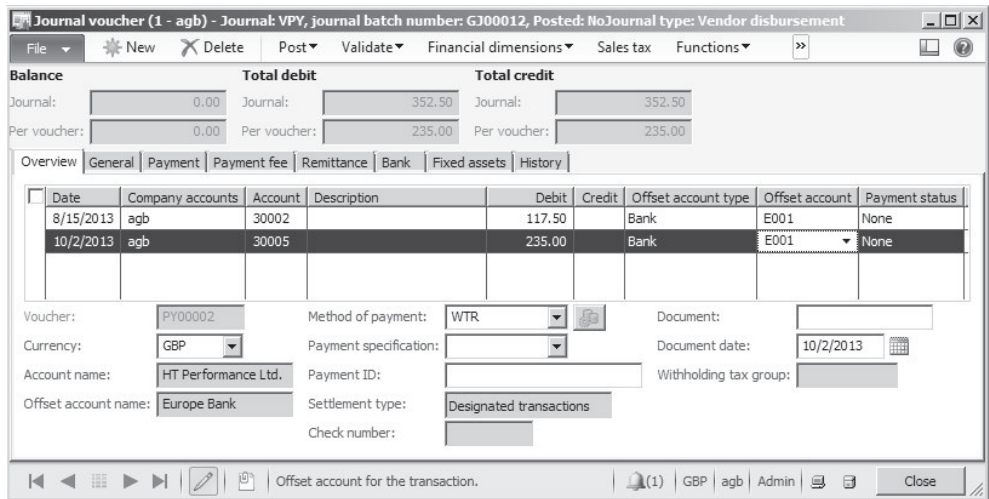 Journal voucher (1 - agb) - Journal: VPY, journal batch number: GJ00012, Posted: NoJournal type: Vendor disbursement
File New Delete Post Validate Financial dimensions Sales tax Functions >>
Balance Total debit Total credit
Journal: 0.00 Journal: 352.50 Journal: 352.50
Per voucher: 0.00 Per voucher: 235.00 Per voucher: 235.00
Overview General Payment Payment fee Remittance Bank Fixed assets History
Date Company accounts Account Description Debit Credit Offset account type Offset account Payment status
8/15/2013 agb 30002 117.50 Bank E001 None
10/2/2013 agb 30005 235.00 Bank E001 None
Voucher: PY00002 Method of payment: WTR Document:
Currency: GBP Payment specification: Document date: 10/2/2013
Account name: HT Performance Ltd. Payment ID: Withholding tax group:
Offset account name: Europe Bank Settlement type: Designated transactions
Check number:
Offset account for the transaction. (1) GBP agb Admin Close